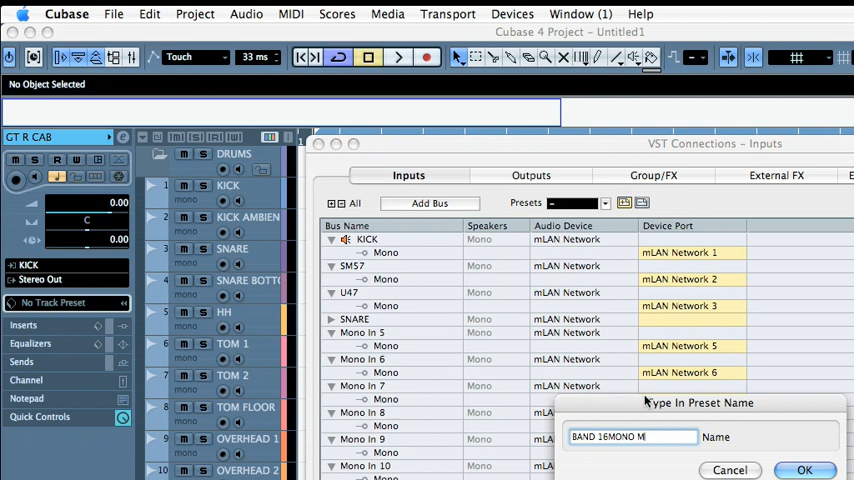 Cubase File Edit Project Audio MIDI Scores Media Transport Devices Window (1) Help
Cubase 4 Project - Untitled1
Touch 33 ms
No Object Selected
GT R CAB
DRUMS
VST Connections - Inputs
Inputs Outputs Group/FX External FX
1 KICK
mono
All Add Bus Presets -
0.00
C
0.00
2 KICK AMBIEN
mono
Bus Name Speakers Audio Device Device Port
KICK Mono mLAN Network
Mono mLAN Network 1
3 SNARE
mono
KICK
Stereo Out
SM57 Mono mLAN Network
Mono mLAN Network 2
4 SNARE BOTT
mono
No Track Preset
U47 Mono mLAN Network
Mono mLAN Network 3
5 HH
mono
Inserts
SNARE Mono mLAN Network
Mono In 5 Mono mLAN Network
Mono mLAN Network 5
6 TOM 1
mono
Equalizers
Sends
Mono In 6 Mono mLAN Network
Mono mLAN Network 6
7 TOM 2
mono
Channel
Notepad
Mono In 7 Mono mLAN Network
Mono
8 TOM FLOOR
mono
Quick Controls
Mono In 8 Mono mLAN Network
Mono
9 OVERHEAD 1
mono
Mono In 9 Mono mLAN Network
Mono
10 OVERHEAD 2
Mono In 10 Mono mLAN Network
Type In Preset Name
BAND 16MONO M Name
Cancel OK